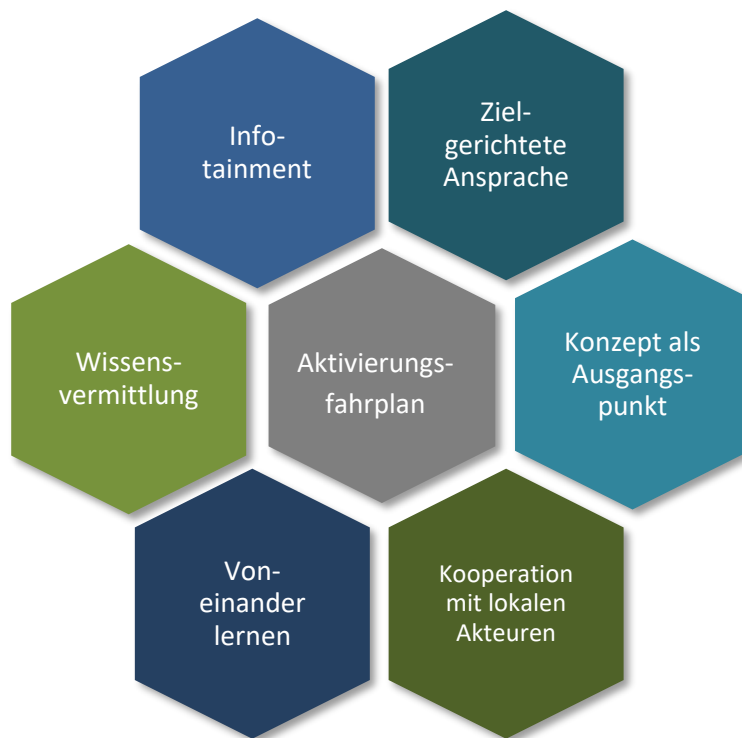 Info-
tainment
Ziel-
gerichtete
Ansprache
Wissens-
vermittlung
Aktivierungs-
fahrplan
Konzept als
Ausgangs-
punkt
Von-
einander
lernen
Kooperation
mit lokalen
Akteuren